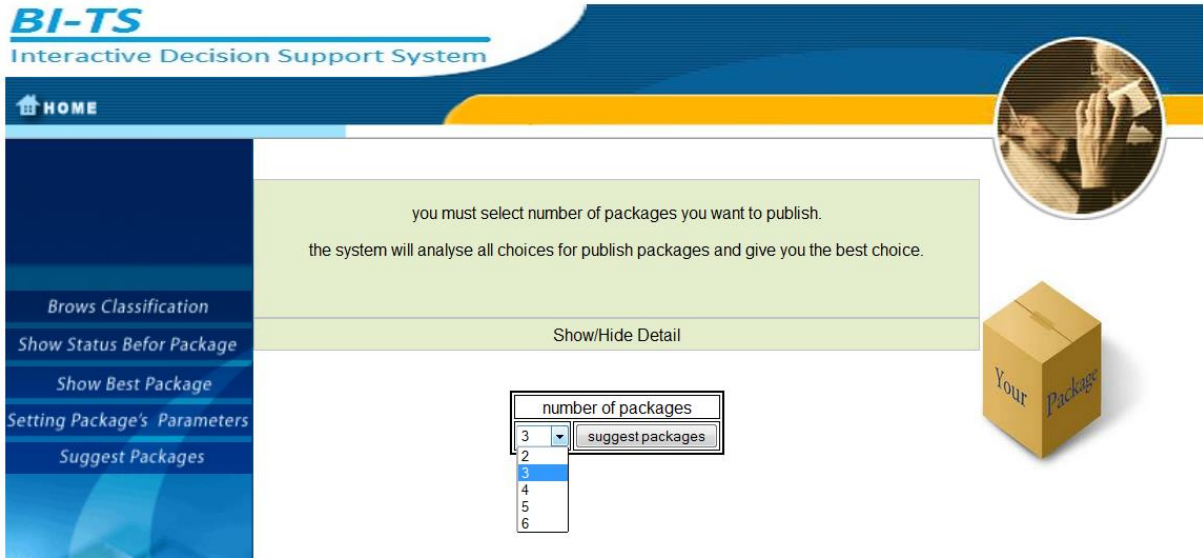 BI-TS
Interactive Decision Support System
HOME
you must select number of packages you want to publish.
the system will analyse all choices for publish packages and give you the best choice.
Show/Hide Detail
Brows Classification
Show Status Befor Package
Show Best Package
Setting Package's Parameters
Suggest Packages
number of packages
3 suggest packages
2
3
4
5
6
Your Package